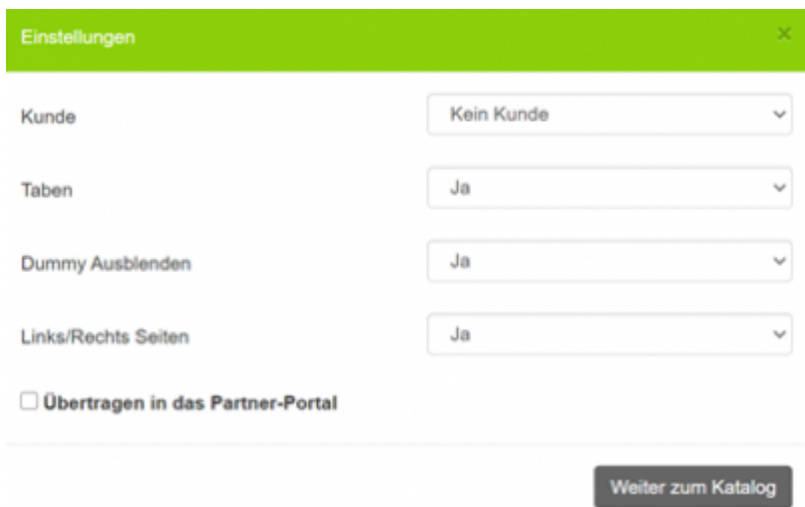 Einstellungen ×
Kunde Kein Kunde
Taben Ja
Dummy Ausblenden Ja
Links/Rechts Seiten Ja
Übertragen in das Partner-Portal
Weiter zum Katalog